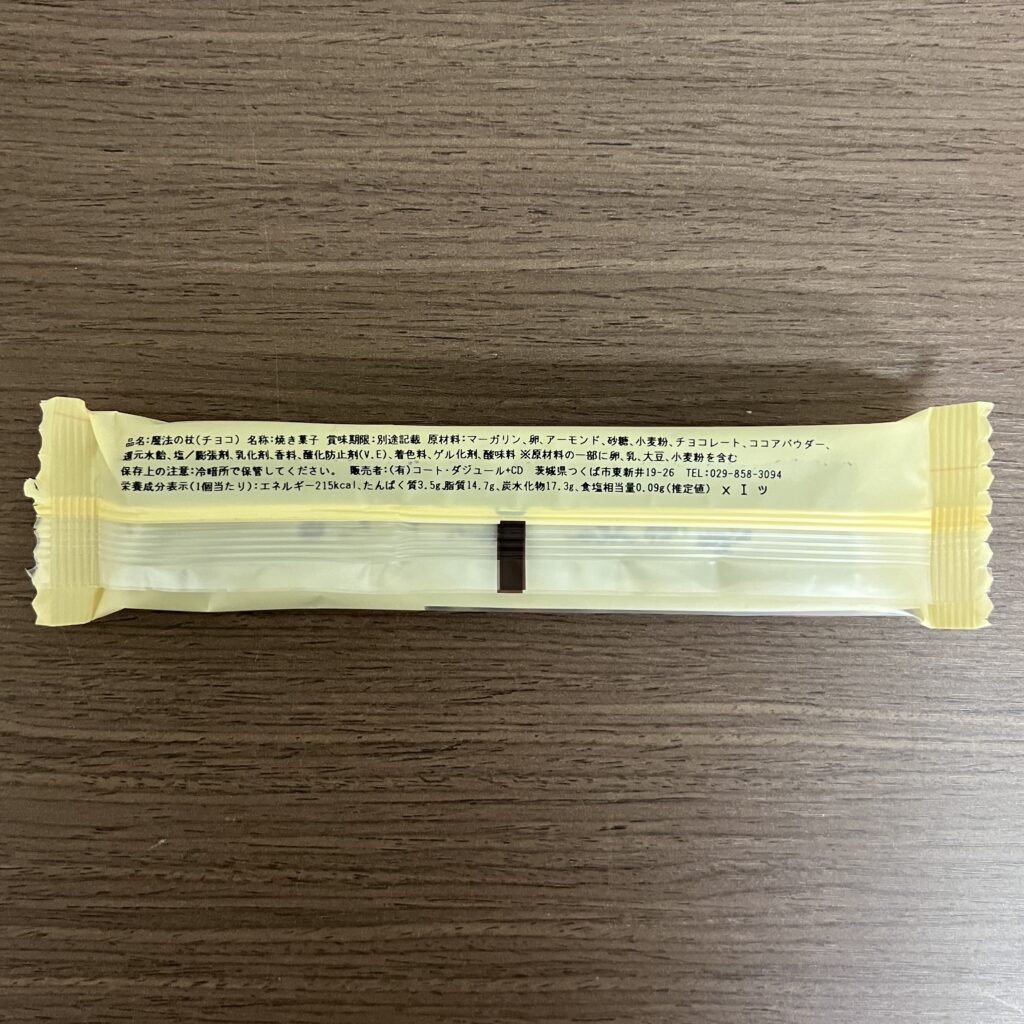 品名:魔法の杖(チョコ) 名称:焼き菓子 賞味期限:別途記載 原材料:マーガリン、卵、アーモンド、砂糖、小麦粉、チョコレート、ココアパウダー、
還元水飴、塩/膨張剤、乳化剤、香料、酸化防止剤(V.E)、着色料、ゲル化剤、酸味料 ※原材料の一部に卵、乳、大豆、小麦粉を含む
保存上の注意:冷暗所で保管してください。 販売者:(有)コート・ダジュール+CD 茨城県つくば市東新井19-26 TEL:029-858-3094
栄養成分表示(1個当たり):エネルギー215kcal、たんぱく質3.5g、脂質14.7g、炭水化物17.3g、食塩相当量0.09g(推定値)